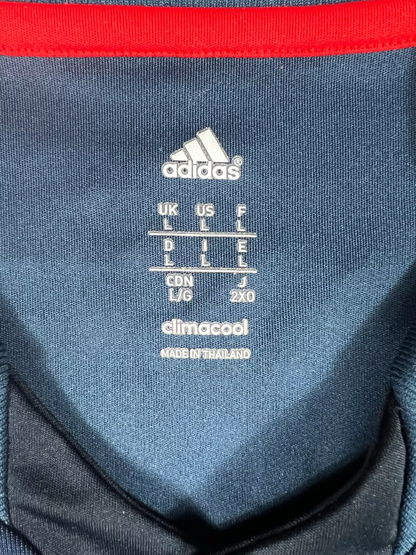 adidas®
UK US F
L L L
D I E
L L L
CDN J
L/G 2XO
climacool
MADE IN THAILAND